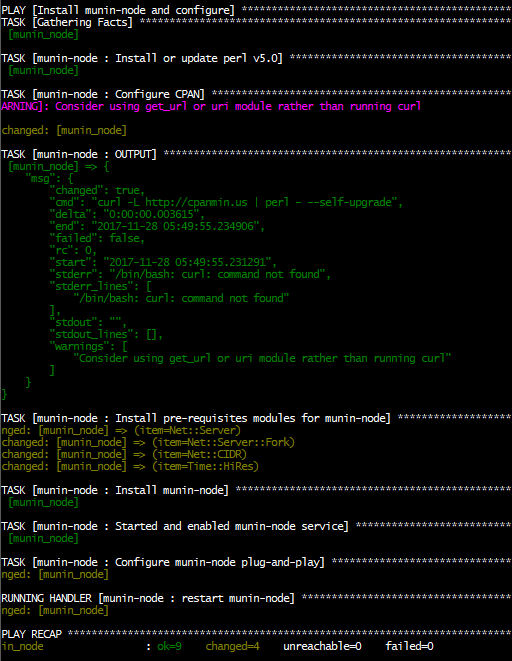 PLAY [Install munin-node and configure] *****************************************
TASK [Gathering Facts] *********************************************************
[munin_node]
TASK [munin-node : Install or update perl v5.0] **********************************
[munin_node]
TASK [munin-node : Configure CPAN] **********************************************
ARNING]: Consider using get_url or uri module rather than running curl
changed: [munin_node]
TASK [munin-node : OUTPUT] *****************************************************
[munin_node] => {
"msg": {
"changed": true,
"cmd": "curl -L http://cpanmin.us | perl - --self-upgrade",
"delta": "0:00:00.003615",
"end": "2017-11-28 05:49:55.234906",
"failed": false,
"rc": 0,
"start": "2017-11-28 05:49:55.231291",
"stderr": "/bin/bash: curl: command not found",
"stderr_lines": [
"/bin/bash: curl: command not found"
],
"stdout": "",
"stdout_lines": [],
"warnings": [
"Consider using get_url or uri module rather than running curl"
]
}
}
TASK [munin-node : Install pre-requisites modules for munin-node] *******************
nged: [munin_node] => (item=Net::Server)
changed: [munin_node] => (item=Net::Server::Fork)
changed: [munin_node] => (item=Net::CIDR)
changed: [munin_node] => (item=Time::HiRes)
TASK [munin-node : Install munin-node] ******************************************
[munin_node]
TASK [munin-node : Started and enabled munin-node service] **************************
[munin_node]
TASK [munin-node : Configure munin-node plug-and-play] ******************************
nged: [munin_node]
RUNNING HANDLER [munin-node : restart munin-node] ***********************************
nged: [munin_node]
PLAY RECAP *********************************************************************
in_node : ok=9 changed=4 unreachable=0 failed=0